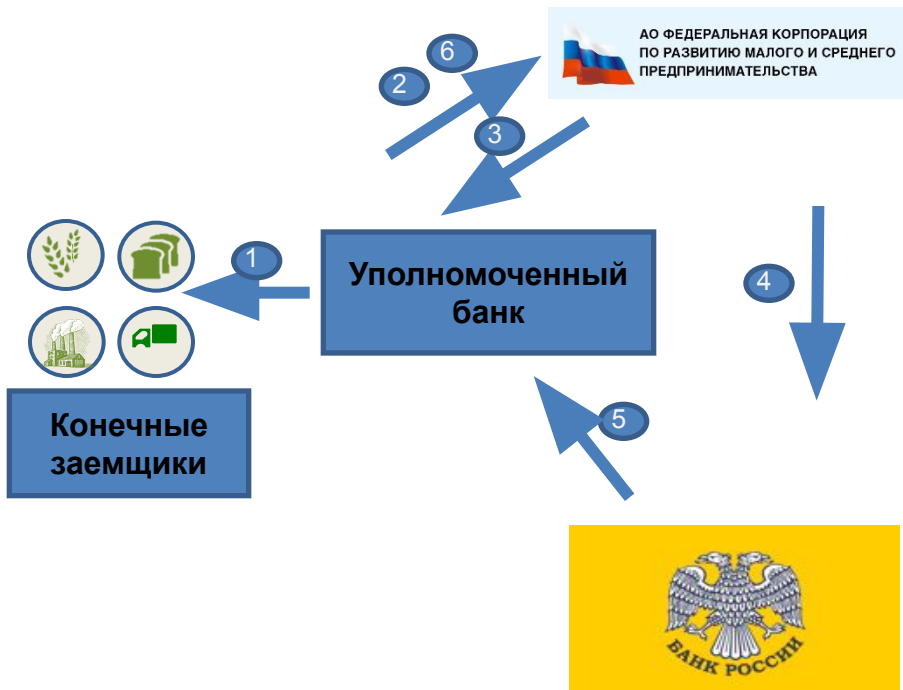 6
АО ФЕДЕРАЛЬНАЯ КОРПОРАЦИЯ
ПО РАЗВИТИЮ МАЛОГО И СРЕДНЕГО
ПРЕДПРИНИМАТЕЛЬСТВА
2
3
1
Уполномоченный
банк
4
Конечные
заемщики
5
БАНК РОССИИ